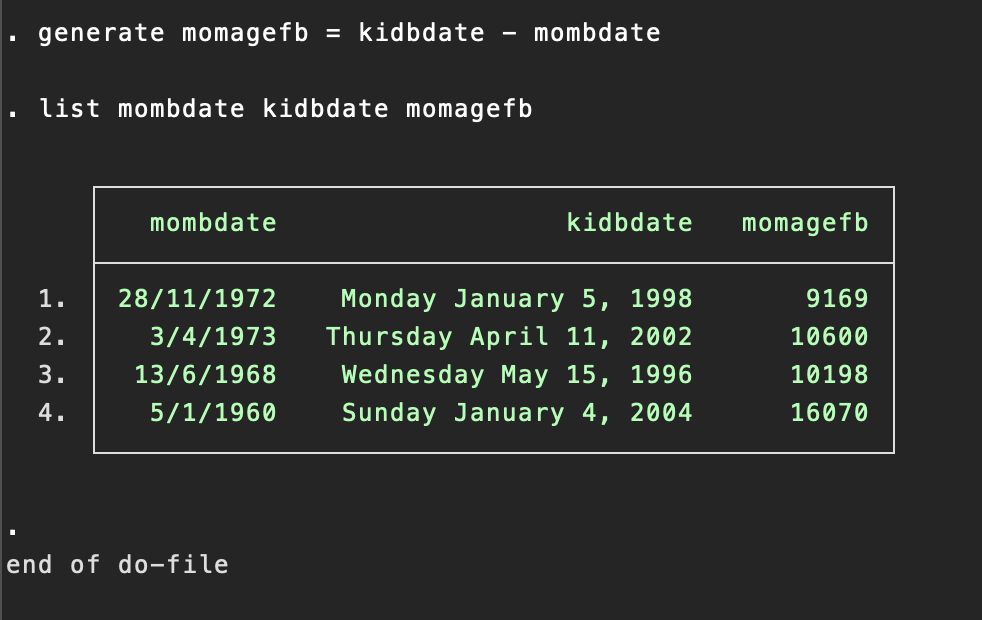 . generate momagefb = kidbdate - mombdate
. list mombdate kidbdate momagefb
mombdate kidbdate momagefb
1. 28/11/1972 Monday January 5, 1998 9169
2. 3/4/1973 Thursday April 11, 2002 10600
3. 13/6/1968 Wednesday May 15, 1996 10198
4. 5/1/1960 Sunday January 4, 2004 16070
.
end of do-file